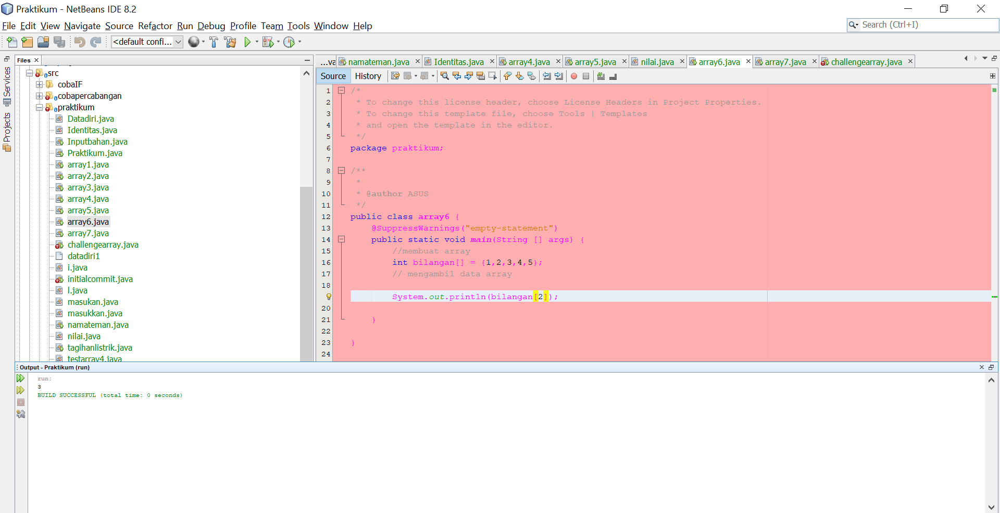 Praktikum - NetBeans IDE 8.2
File Edit View Navigate Source Refactor Run Debug Profile Team Tools Window Help
Search (Ctrl+I)
<default confi...
Services
Projects
Files
src
cobaIF
cobapercabangan
praktikum
Datadiri.java
Identitas.java
Inputbahan.java
Praktikum.java
array1.java
array2.java
array3.java
array4.java
array5.java
array6.java
array7.java
challengearray.java
datadiri1
i.java
initialcommit.java
l.java
masukan.java
masukkan.java
namateman.java
nilai.java
tagihanlistrik.java
testarray4.java
...va namateman.java Identitas.java array4.java array5.java nilai.java array6.java array7.java challengearray.java
Source History
1 /*
2 * To change this license header, choose License Headers in Project Properties.
3 * To change this template file, choose Tools | Templates
4 * and open the template in the editor.
5 */
6 package praktikum;
7
8 /**
9 *
10 * @author ASUS
11 */
12 public class array6 {
13 @SuppressWarnings("empty-statement")
14 public static void main(String [] args) {
15 //membuat array
16 int bilangan[] = {1,2,3,4,5};
17 // mengambil data array
18
System.out.println(bilangan[2]);
20
21 }
22
23 }
24
Output - Praktikum (run)
run:
3
BUILD SUCCESSFUL (total time: 0 seconds)